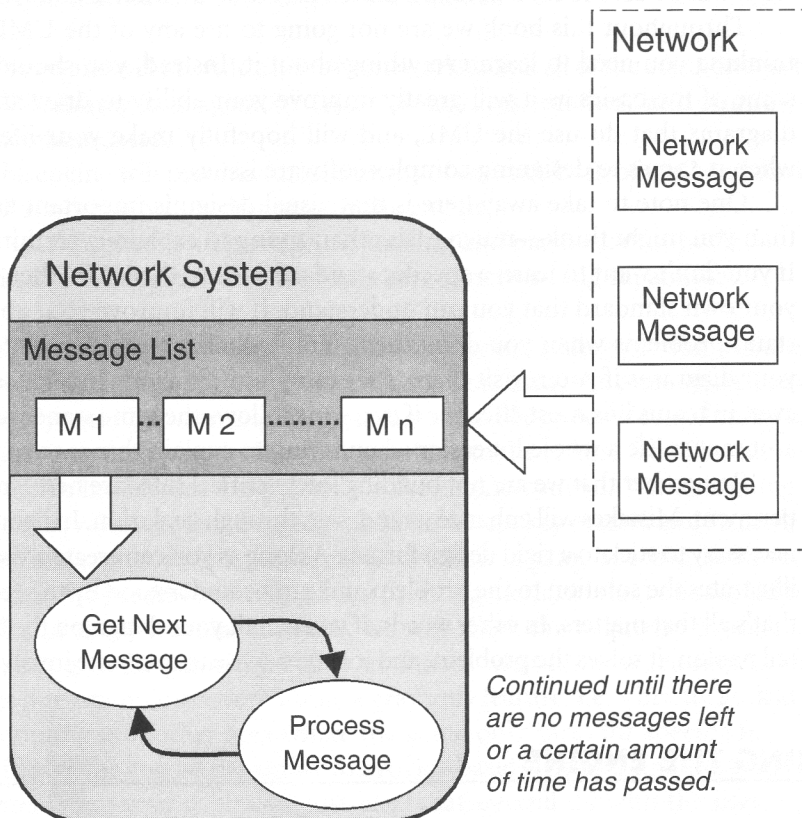 Network
Network
Message
Network
Message
Network
Message
Network System
Message List
M 1
M 2
M n
Get Next
Message
Process
Message
Continued until there
are no messages left
or a certain amount
of time has passed.